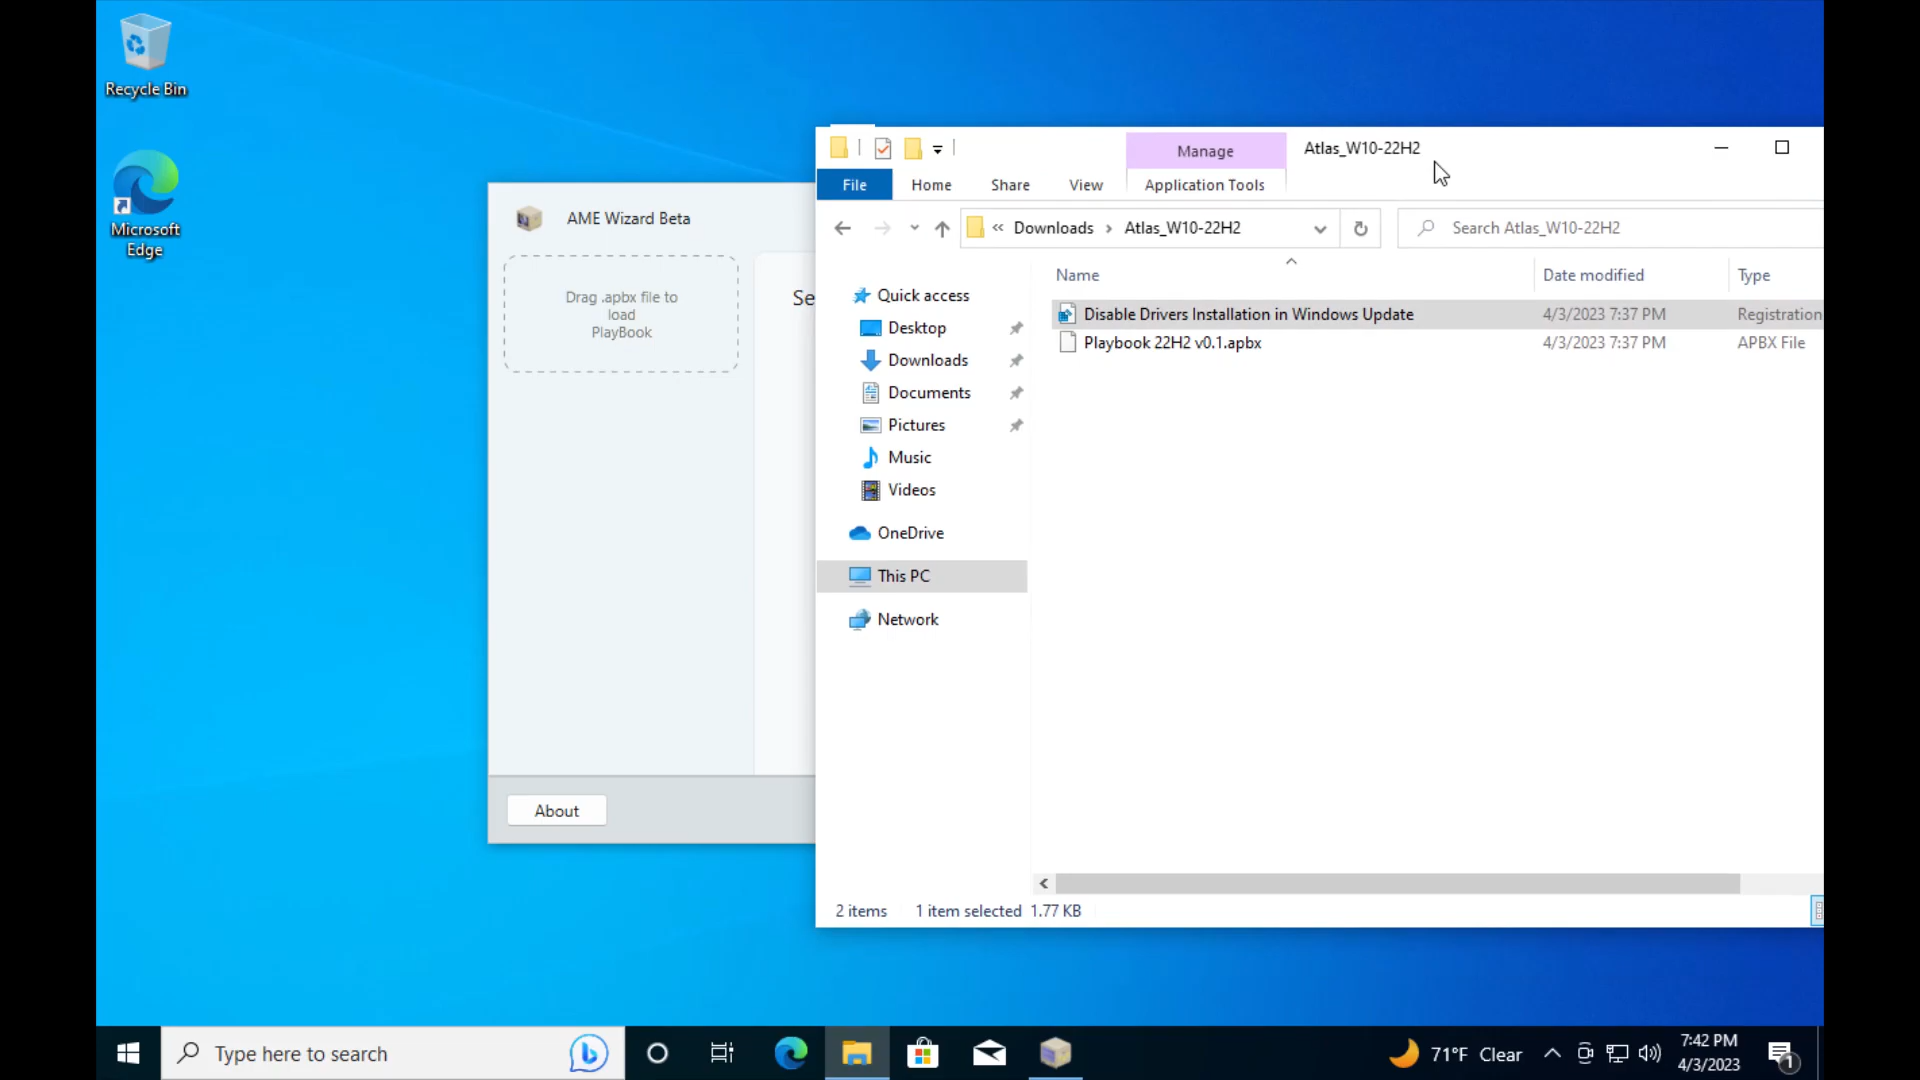 Recycle Bin
Microsoft
Edge
AME Wizard Beta
Drag .apbx file to
load
PlayBook
Se
About
Manage
Atlas_W10-22H2
File
Home
Share
View
Application Tools
« Downloads › Atlas_W10-22H2
Search Atlas_W10-22H2
Name
Date modified
Type
Quick access
Desktop
Downloads
Documents
Pictures
Music
Videos
OneDrive
This PC
Network
Disable Drivers Installation in Windows Update 4/3/2023 7:37 PM Registration
Playbook 22H2 v0.1.apbx 4/3/2023 7:37 PM APBX File
2 items 1 item selected 1.77 KB
Type here to search
71°F Clear
7:42 PM
4/3/2023
1